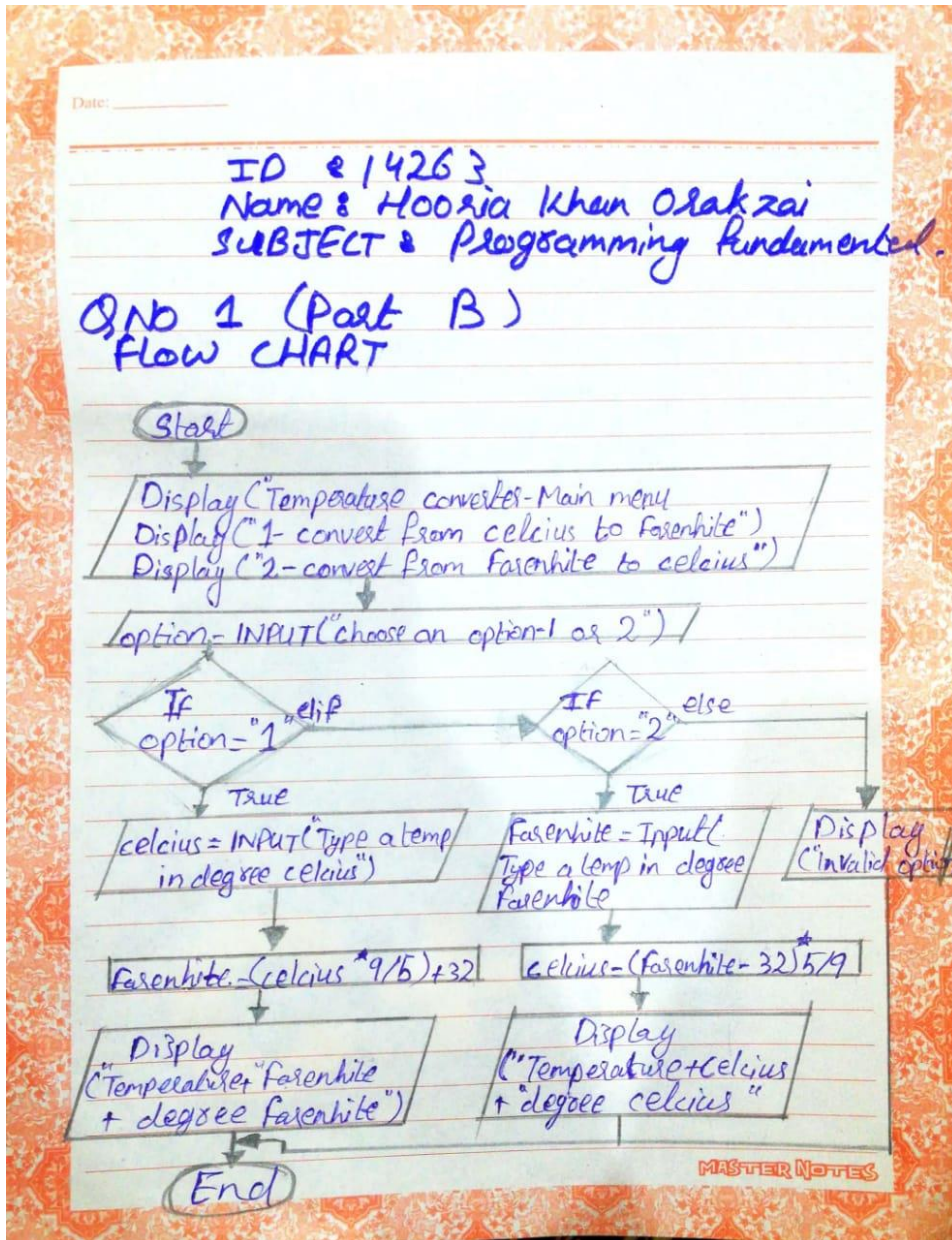 Date:
ID : 14263
Name : Hooria Khan Orakzai
SUBJECT : Programming Fundamental.
Q,NO 1 (Part B)
FLOW CHART
Start
Display ("Temperature converter-Main menu
Display ("1- convert from celcius to Farenhite")
Display ("2-convert from Farenhite to celcius")
option = INPUT("choose an option-1 or 2")
If
option="1"
elif
If
option="2"
else
True
True
celcius = INPUT("Type a temp
in degree celcius")
Farenhite = Input(
Type a temp in degree
Farenhite
Display
("invalid optio
Farenhite = (celcius * 9/5)+32
celcius = (Farenhite - 32)*5/9
Display
("Temperature+"Farenhite
+ degree farenhite")
Display
("Temperature+Celcius
+ "degree celcius"
End
MASTER NOTES